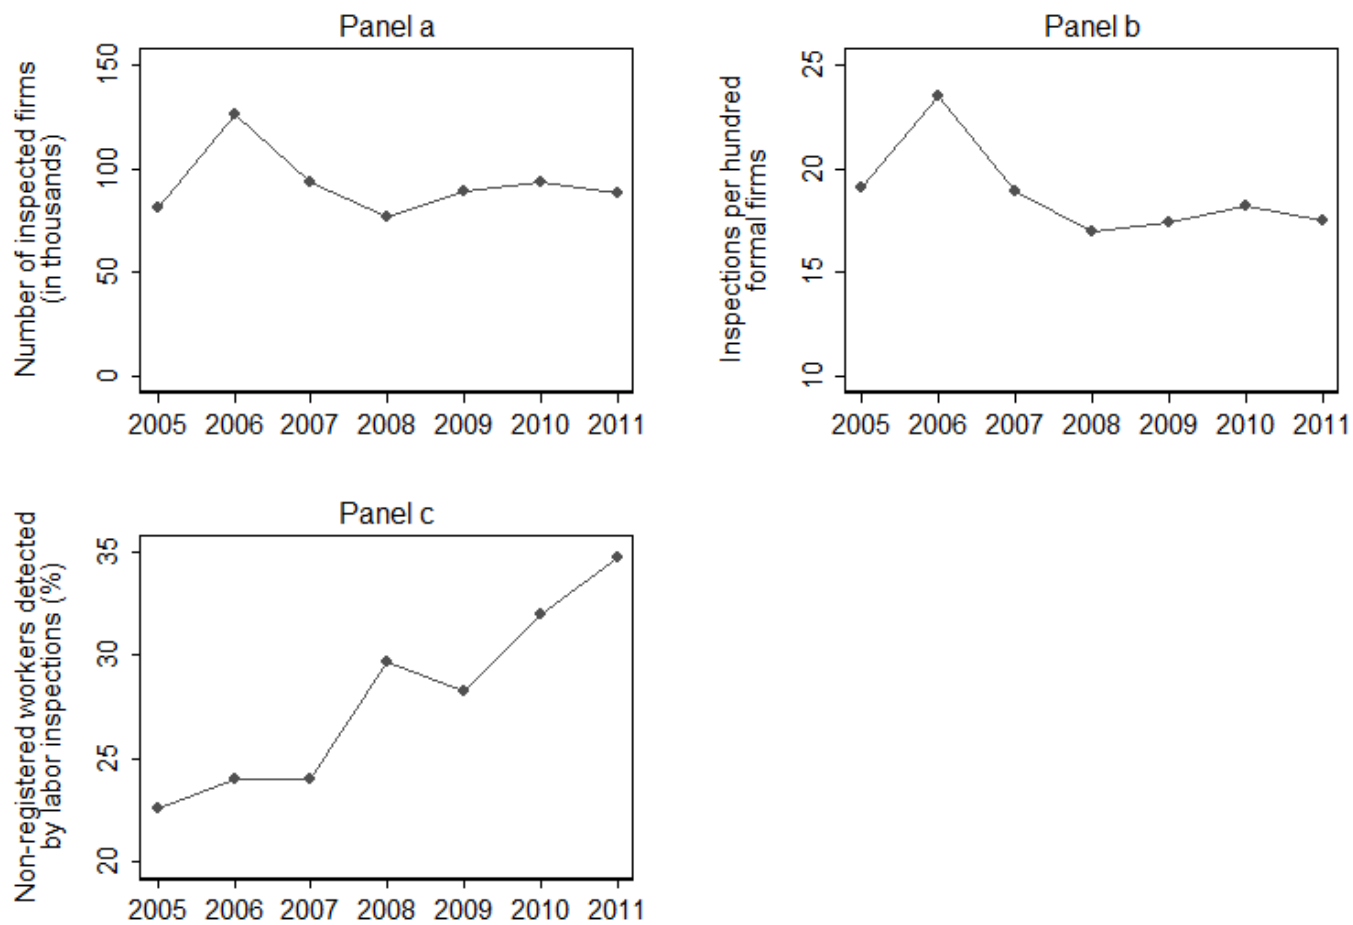 Panel a
Number of inspected firms
(in thousands)
150
100
50
0
2005 2006 2007 2008 2009 2010 2011
Panel b
Inspections per hundred
formal firms
25
20
15
10
2005 2006 2007 2008 2009 2010 2011
Panel c
Non-registered workers detected
by labor inspections (%)
35
30
25
20
2005 2006 2007 2008 2009 2010 2011